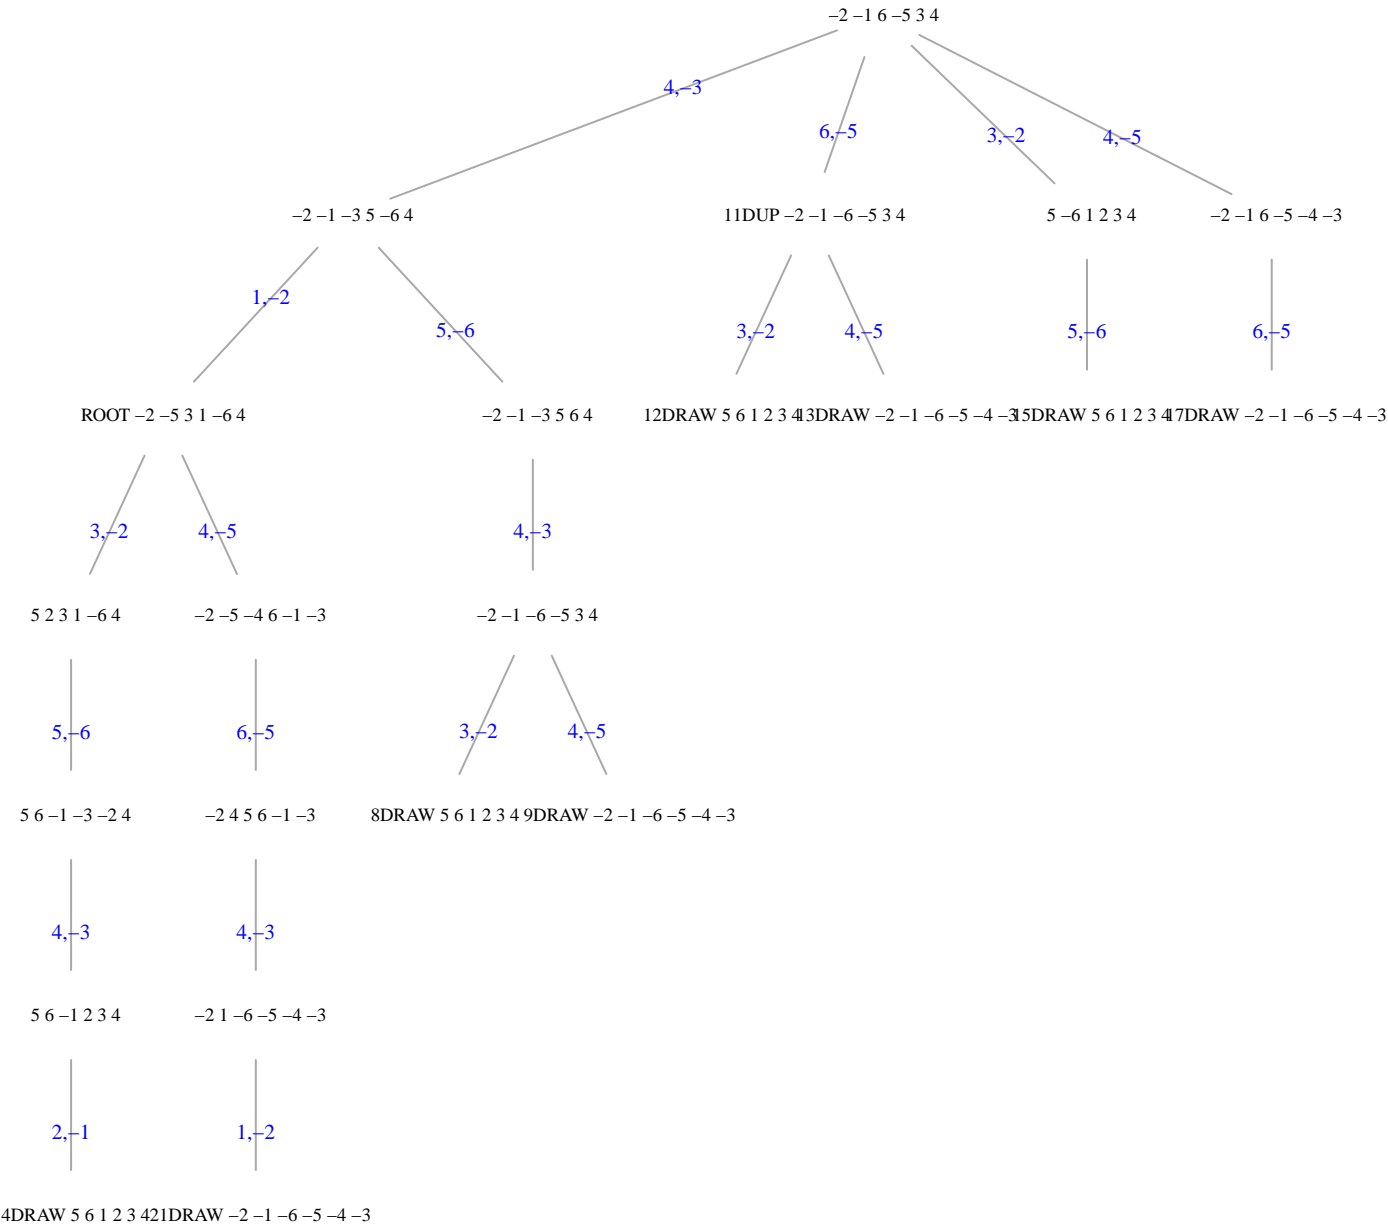 –2 –1 6 –5 3 4
4,–3
6,–5
3,–2
4,–5
–2 –1 –3 5 –6 4
11DUP –2 –1 –6 –5 3 4
5 –6 1 2 3 4
–2 –1 6 –5 –4 –3
1,–2
5,–6
3,–2
4,–5
5,–6
6,–5
ROOT –2 –5 3 1 –6 4
–2 –1 –3 5 6 4
12DRAW 5 6 1 2 3 4
13DRAW –2 –1 –6 –5 –4 –3
15DRAW 5 6 1 2 3 4
17DRAW –2 –1 –6 –5 –4 –3
3,–2
4,–5
4,–3
5 2 3 1 –6 4
–2 –5 –4 6 –1 –3
–2 –1 –6 –5 3 4
5,–6
6,–5
3,–2
4,–5
5 6 –1 –3 –2 4
–2 4 5 6 –1 –3
8DRAW 5 6 1 2 3 4
9DRAW –2 –1 –6 –5 –4 –3
4,–3
4,–3
5 6 –1 2 3 4
–2 1 –6 –5 –4 –3
2,–1
1,–2
4DRAW 5 6 1 2 3 4
21DRAW –2 –1 –6 –5 –4 –3